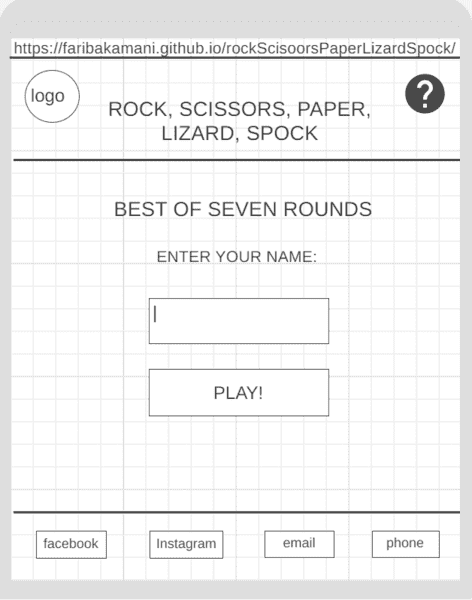 https://faribakamani.github.io/rockScisoorsPaperLizardSpock/
logo
ROCK, SCISSORS, PAPER,
LIZARD, SPOCK
?
BEST OF SEVEN ROUNDS
ENTER YOUR NAME:
PLAY!
facebook
Instagram
email
phone